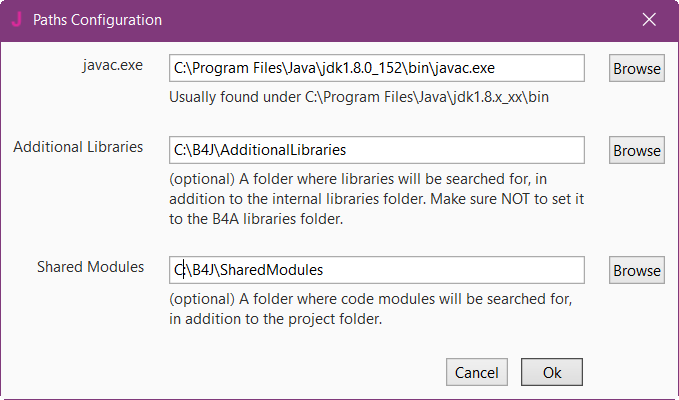 J Paths Configuration
javac.exe C:\Program Files\Java\jdk1.8.0_152\bin\javac.exe Browse
Usually found under C:\Program Files\Java\jdk1.8.x_xx\bin
Additional Libraries C:\B4J\AdditionalLibraries Browse
(optional) A folder where libraries will be searched for, in
addition to the internal libraries folder. Make sure NOT to set it
to the B4A libraries folder.
Shared Modules C:\B4J\SharedModules Browse
(optional) A folder where code modules will be searched for,
in addition to the project folder.
Cancel Ok